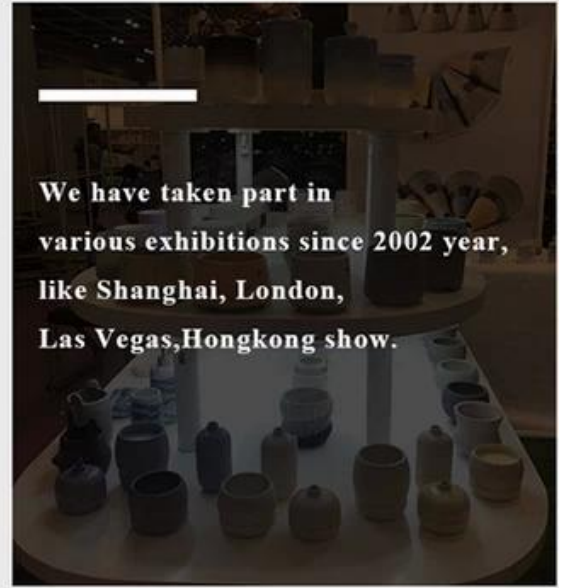 We have taken part in
various exhibitions since 2002 year,
like Shanghai, London,
Las Vegas,Hongkong show.